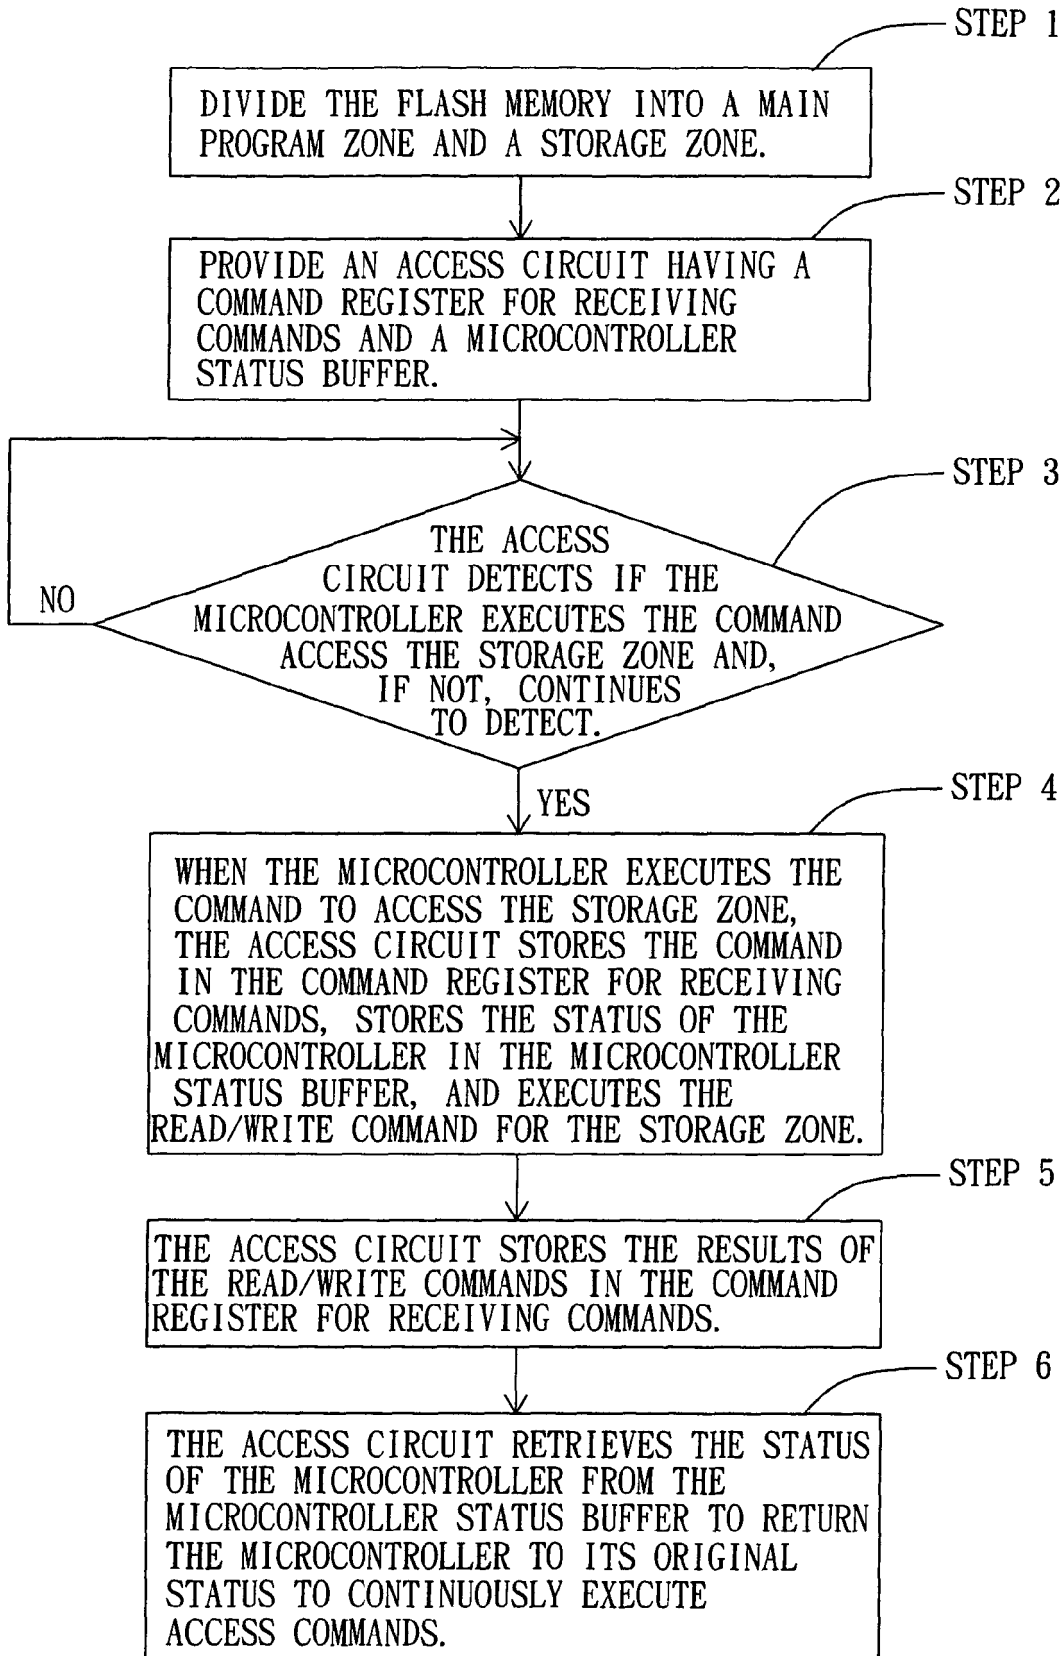 STEP 1
DIVIDE THE FLASH MEMORY INTO A MAIN
PROGRAM ZONE AND A STORAGE ZONE.
STEP 2
PROVIDE AN ACCESS CIRCUIT HAVING A
COMMAND REGISTER FOR RECEIVING
COMMANDS AND A MICROCONTROLLER
STATUS BUFFER.
STEP 3
THE ACCESS
CIRCUIT DETECTS IF THE
MICROCONTROLLER EXECUTES THE COMMAND
ACCESS THE STORAGE ZONE AND,
IF NOT, CONTINUES
TO DETECT.
NO
YES
STEP 4
WHEN THE MICROCONTROLLER EXECUTES THE
COMMAND TO ACCESS THE STORAGE ZONE,
THE ACCESS CIRCUIT STORES THE COMMAND
IN THE COMMAND REGISTER FOR RECEIVING
COMMANDS, STORES THE STATUS OF THE
MICROCONTROLLER IN THE MICROCONTROLLER
STATUS BUFFER, AND EXECUTES THE
READ/WRITE COMMAND FOR THE STORAGE ZONE.
STEP 5
THE ACCESS CIRCUIT STORES THE RESULTS OF
THE READ/WRITE COMMANDS IN THE COMMAND
REGISTER FOR RECEIVING COMMANDS.
STEP 6
THE ACCESS CIRCUIT RETRIEVES THE STATUS
OF THE MICROCONTROLLER FROM THE
MICROCONTROLLER STATUS BUFFER TO RETURN
THE MICROCONTROLLER TO ITS ORIGINAL
STATUS TO CONTINUOUSLY EXECUTE
ACCESS COMMANDS.